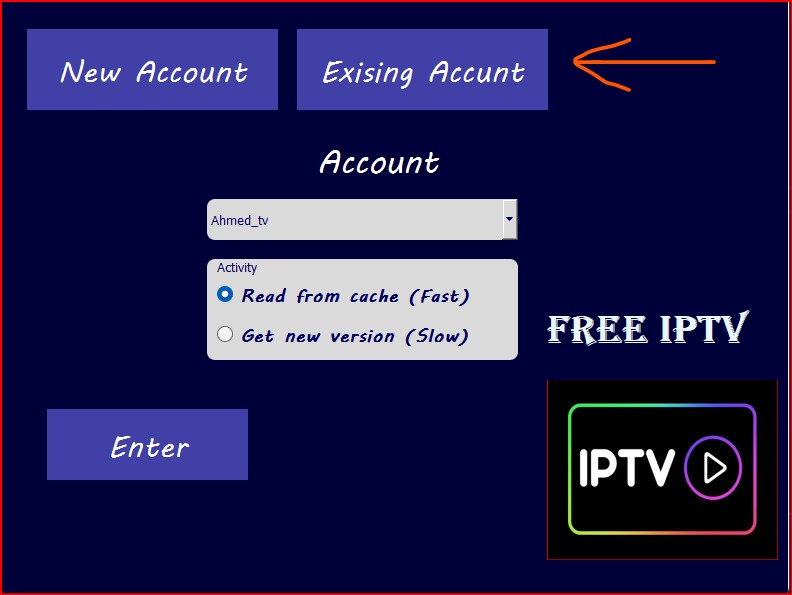 New Account
Exising Accunt
Account
Ahmed_tv
Activity
Read from cache (Fast)
Get new version (Slow)
FREE IPTV
Enter
IPTV